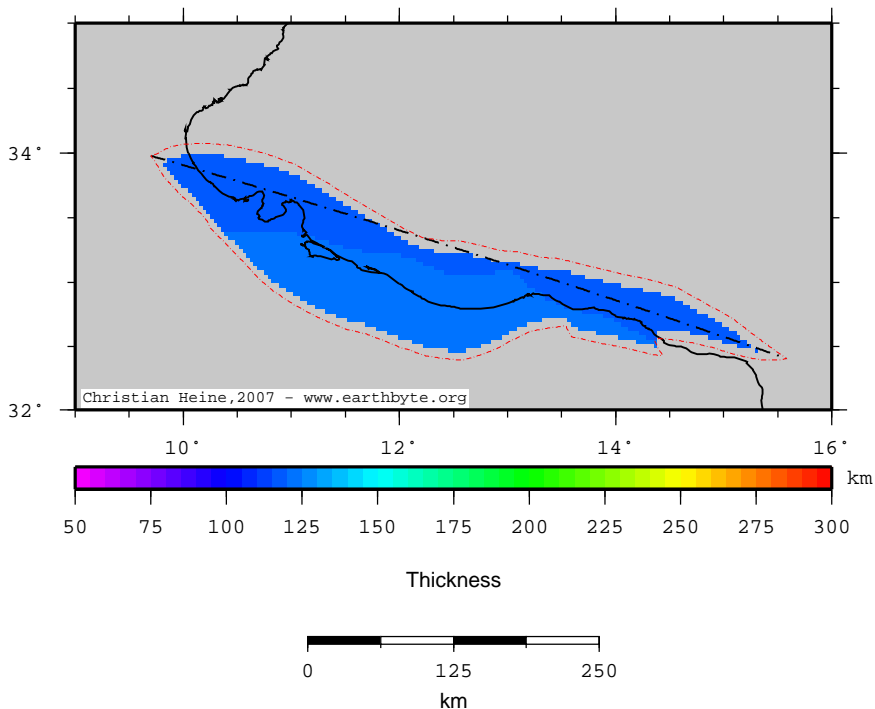 34°
32°
Christian Heine,2007 - www.earthbyte.org
10° 12° 14° 16°
km
50 75 100 125 150 175 200 225 250 275 300
Thickness
0 125 250
km